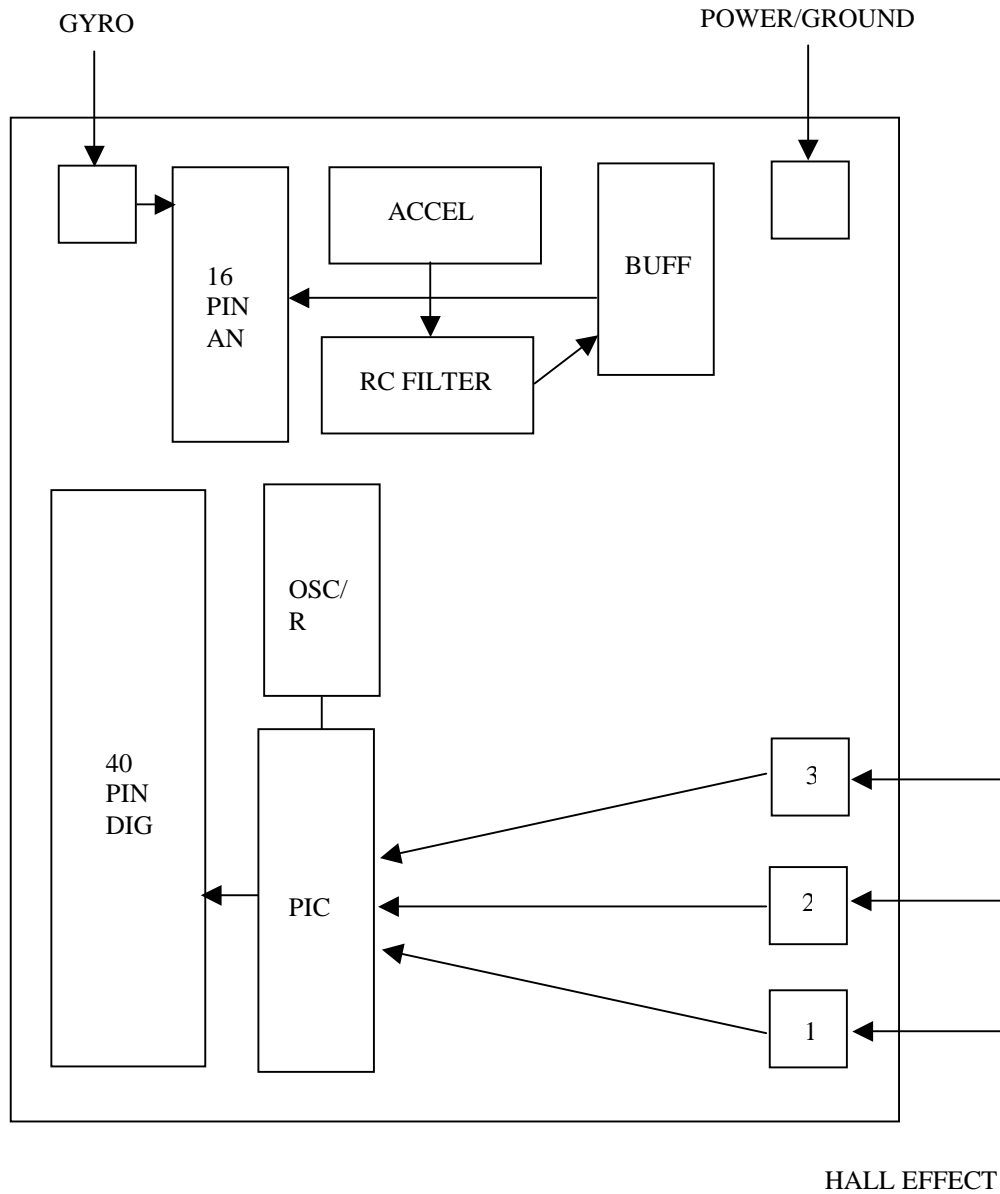 GYRO
POWER/GROUND
ACCEL
BUFF
16
PIN
AN
RC FILTER
OSC/
R
40
PIN
DIG
3
PIC
2
1
HALL EFFECT